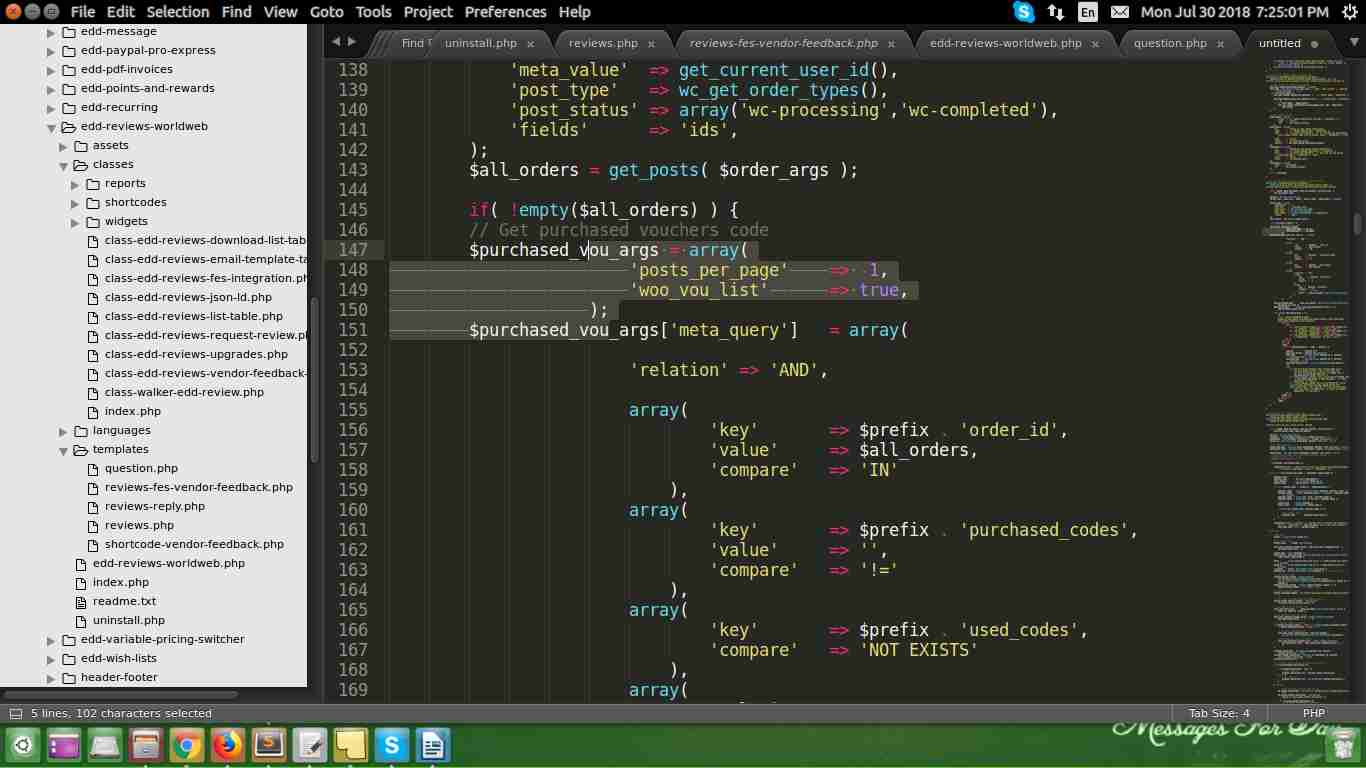 File Edit Selection Find View Goto Tools Project Preferences Help
En Mon Jul 30 2018 7:25:01 PM
edd-message
edd-paypal-pro-express
edd-pdf-invoices
edd-points-and-rewards
edd-recurring
edd-reviews-worldweb
assets
classes
reports
shortcodes
widgets
class-edd-reviews-download-list-tab
class-edd-reviews-email-template-ta
class-edd-reviews-fes-integration.ph
class-edd-reviews-json-ld.php
class-edd-reviews-list-table.php
class-edd-reviews-request-review.ph
class-edd-reviews-upgrades.php
class-edd-reviews-vendor-feedback-
class-walker-edd-review.php
index.php
languages
templates
question.php
reviews-fes-vendor-feedback.php
reviews-reply.php
reviews.php
shortcode-vendor-feedback.php
edd-reviews-worldweb.php
index.php
readme.txt
uninstall.php
edd-variable-pricing-switcher
edd-wish-lists
header-footer
Find uninstall.php reviews.php reviews-fes-vendor-feedback.php edd-reviews-worldweb.php question.php untitled
138 'meta_value' => get_current_user_id(),
139 'post_type' => wc_get_order_types(),
140 'post_status' => array('wc-processing','wc-completed'),
141 'fields' => 'ids',
142 );
143 $all_orders = get_posts( $order_args );
144
145 if( !empty($all_orders) ) {
146 // Get purchased vouchers code
147 $purchased_vou_args = array(
148 'posts_per_page' => 1,
149 'woo_vou_list' => true,
150 );
151 $purchased_vou_args['meta_query'] = array(
152
153 'relation' => 'AND',
154
155 array(
156 'key' => $prefix . 'order_id',
157 'value' => $all_orders,
158 'compare' => 'IN'
159 ),
160 array(
161 'key' => $prefix . 'purchased_codes',
162 'value' => '',
163 'compare' => '!='
164 ),
165 array(
166 'key' => $prefix . 'used_codes',
167 'compare' => 'NOT EXISTS'
168 ),
169 array(
5 lines, 102 characters selected Tab Size: 4 PHP
Messages For Day